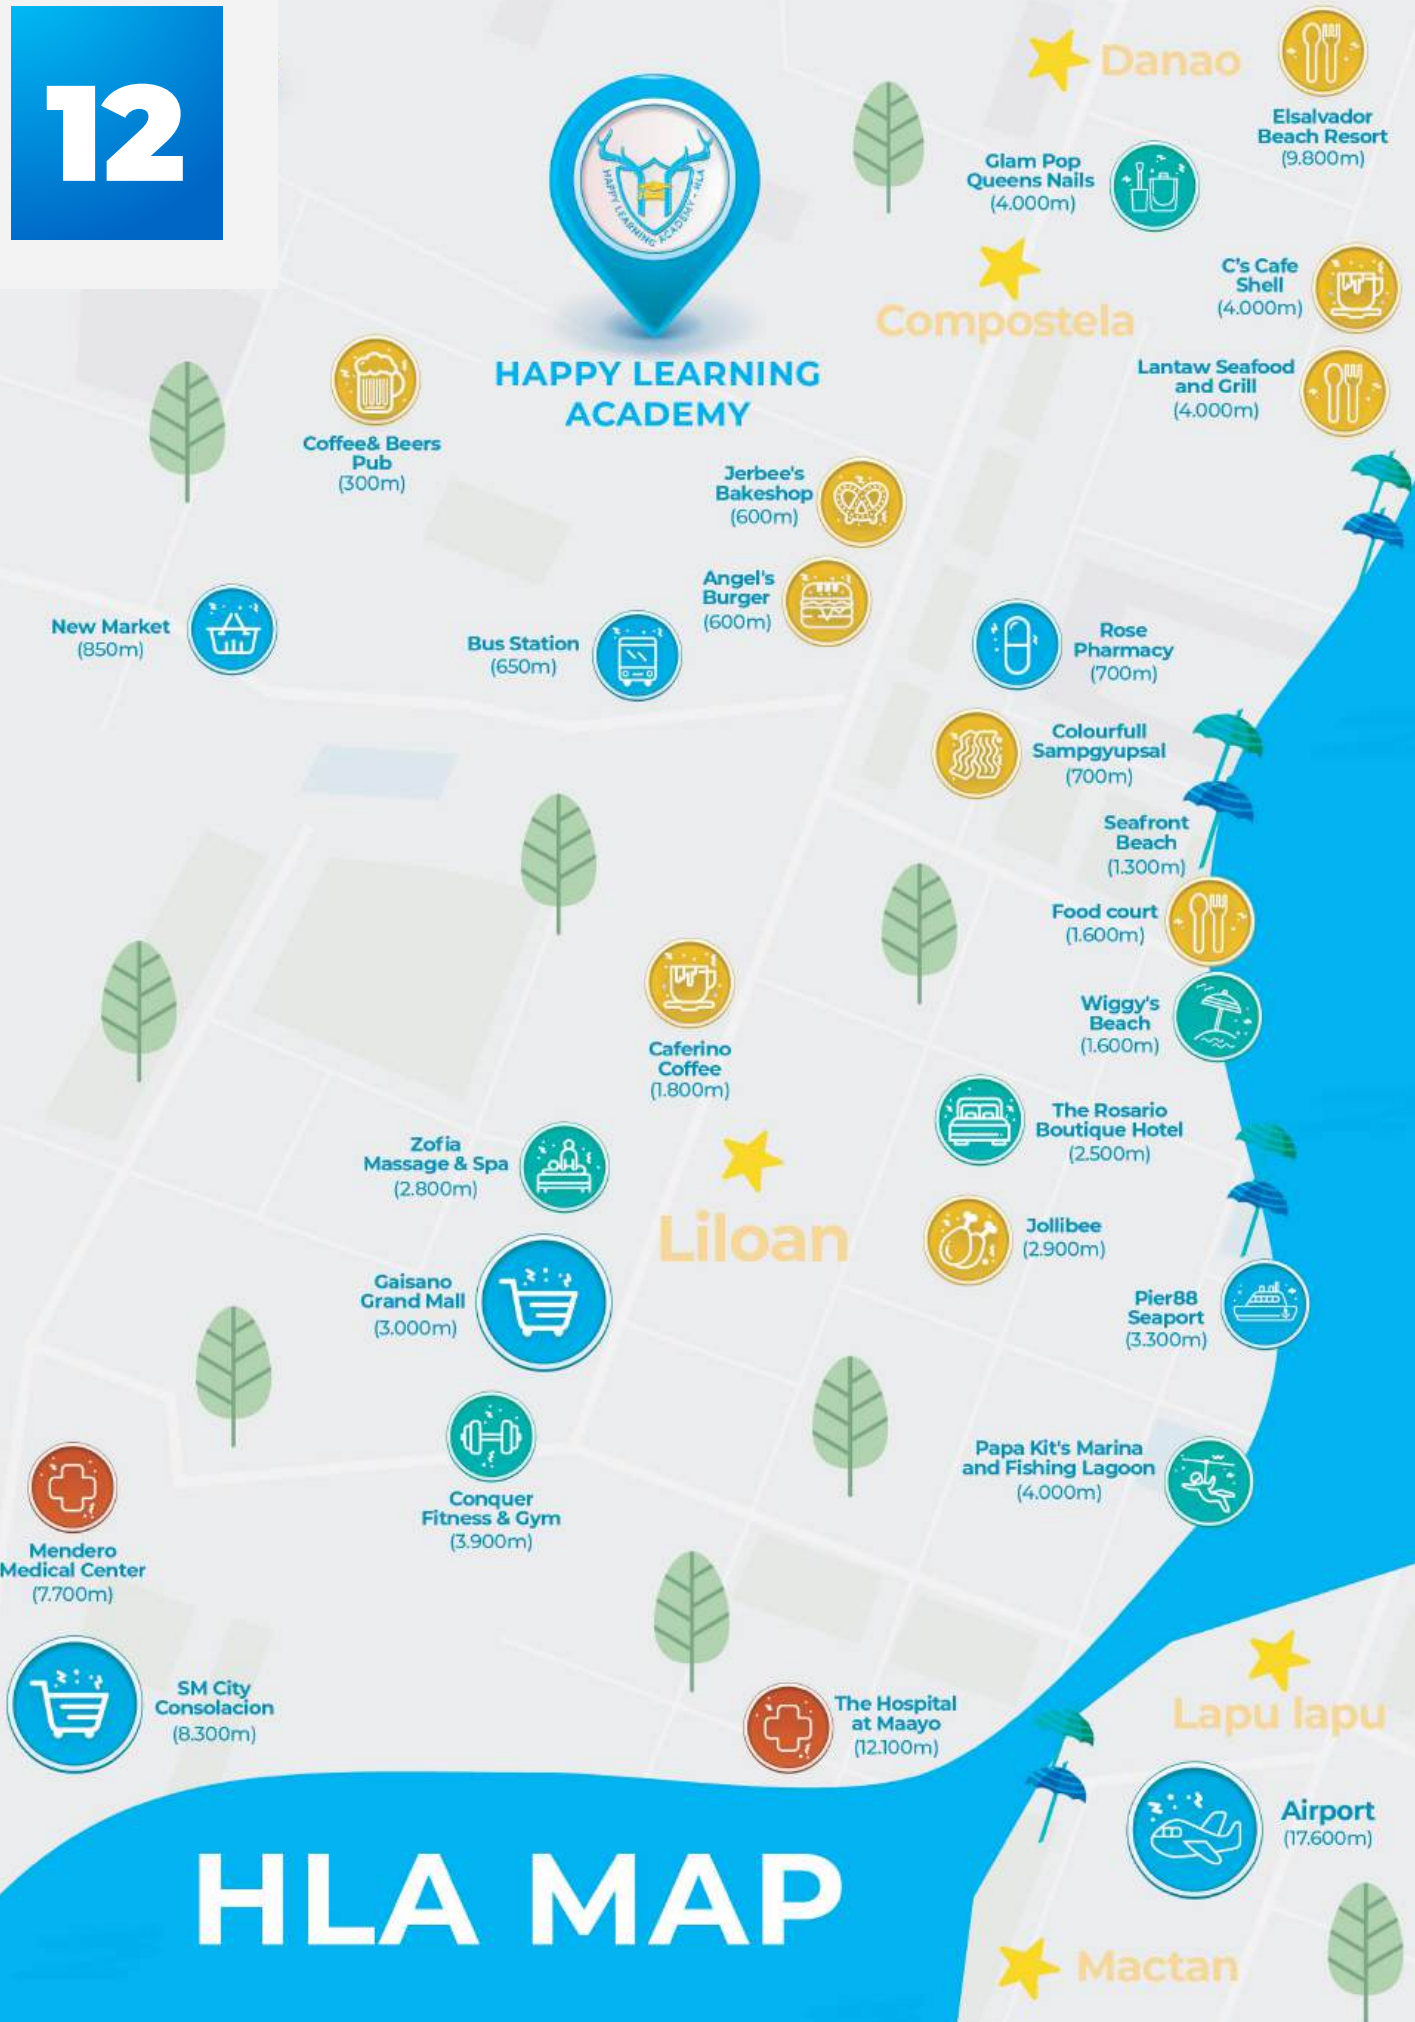 12
Danao
Elsalvador
Beach Resort
(9.800m)
Glam Pop
Queens Nails
(4.000m)
HAPPY LEARNING ACADEMY - HLA
C's Cafe
Shell
(4.000m)
Compostela
HAPPY LEARNING
ACADEMY
Lantaw Seafood
and Grill
(4.000m)
Coffee& Beers
Pub
(300m)
Jerbee's
Bakeshop
(600m)
Angel's
Burger
(600m)
New Market
(850m)
Bus Station
(650m)
Rose
Pharmacy
(700m)
Colourfull
Sampgyupsal
(700m)
Seafront
Beach
(1.300m)
Food court
(1.600m)
Wiggy's
Beach
(1.600m)
Caferino
Coffee
(1.800m)
The Rosario
Boutique Hotel
(2.500m)
Zofia
Massage & Spa
(2.800m)
Liloan
Jollibee
(2.900m)
Gaisano
Grand Mall
(3.000m)
Pier88
Seaport
(3.300m)
Papa Kit's Marina
and Fishing Lagoon
(4.000m)
Conquer
Fitness & Gym
(3.900m)
Mendero
Medical Center
(7.700m)
SM City
Consolacion
(8.300m)
The Hospital
at Maayo
(12.100m)
Lapu lapu
Airport
(17.600m)
HLA MAP
Mactan